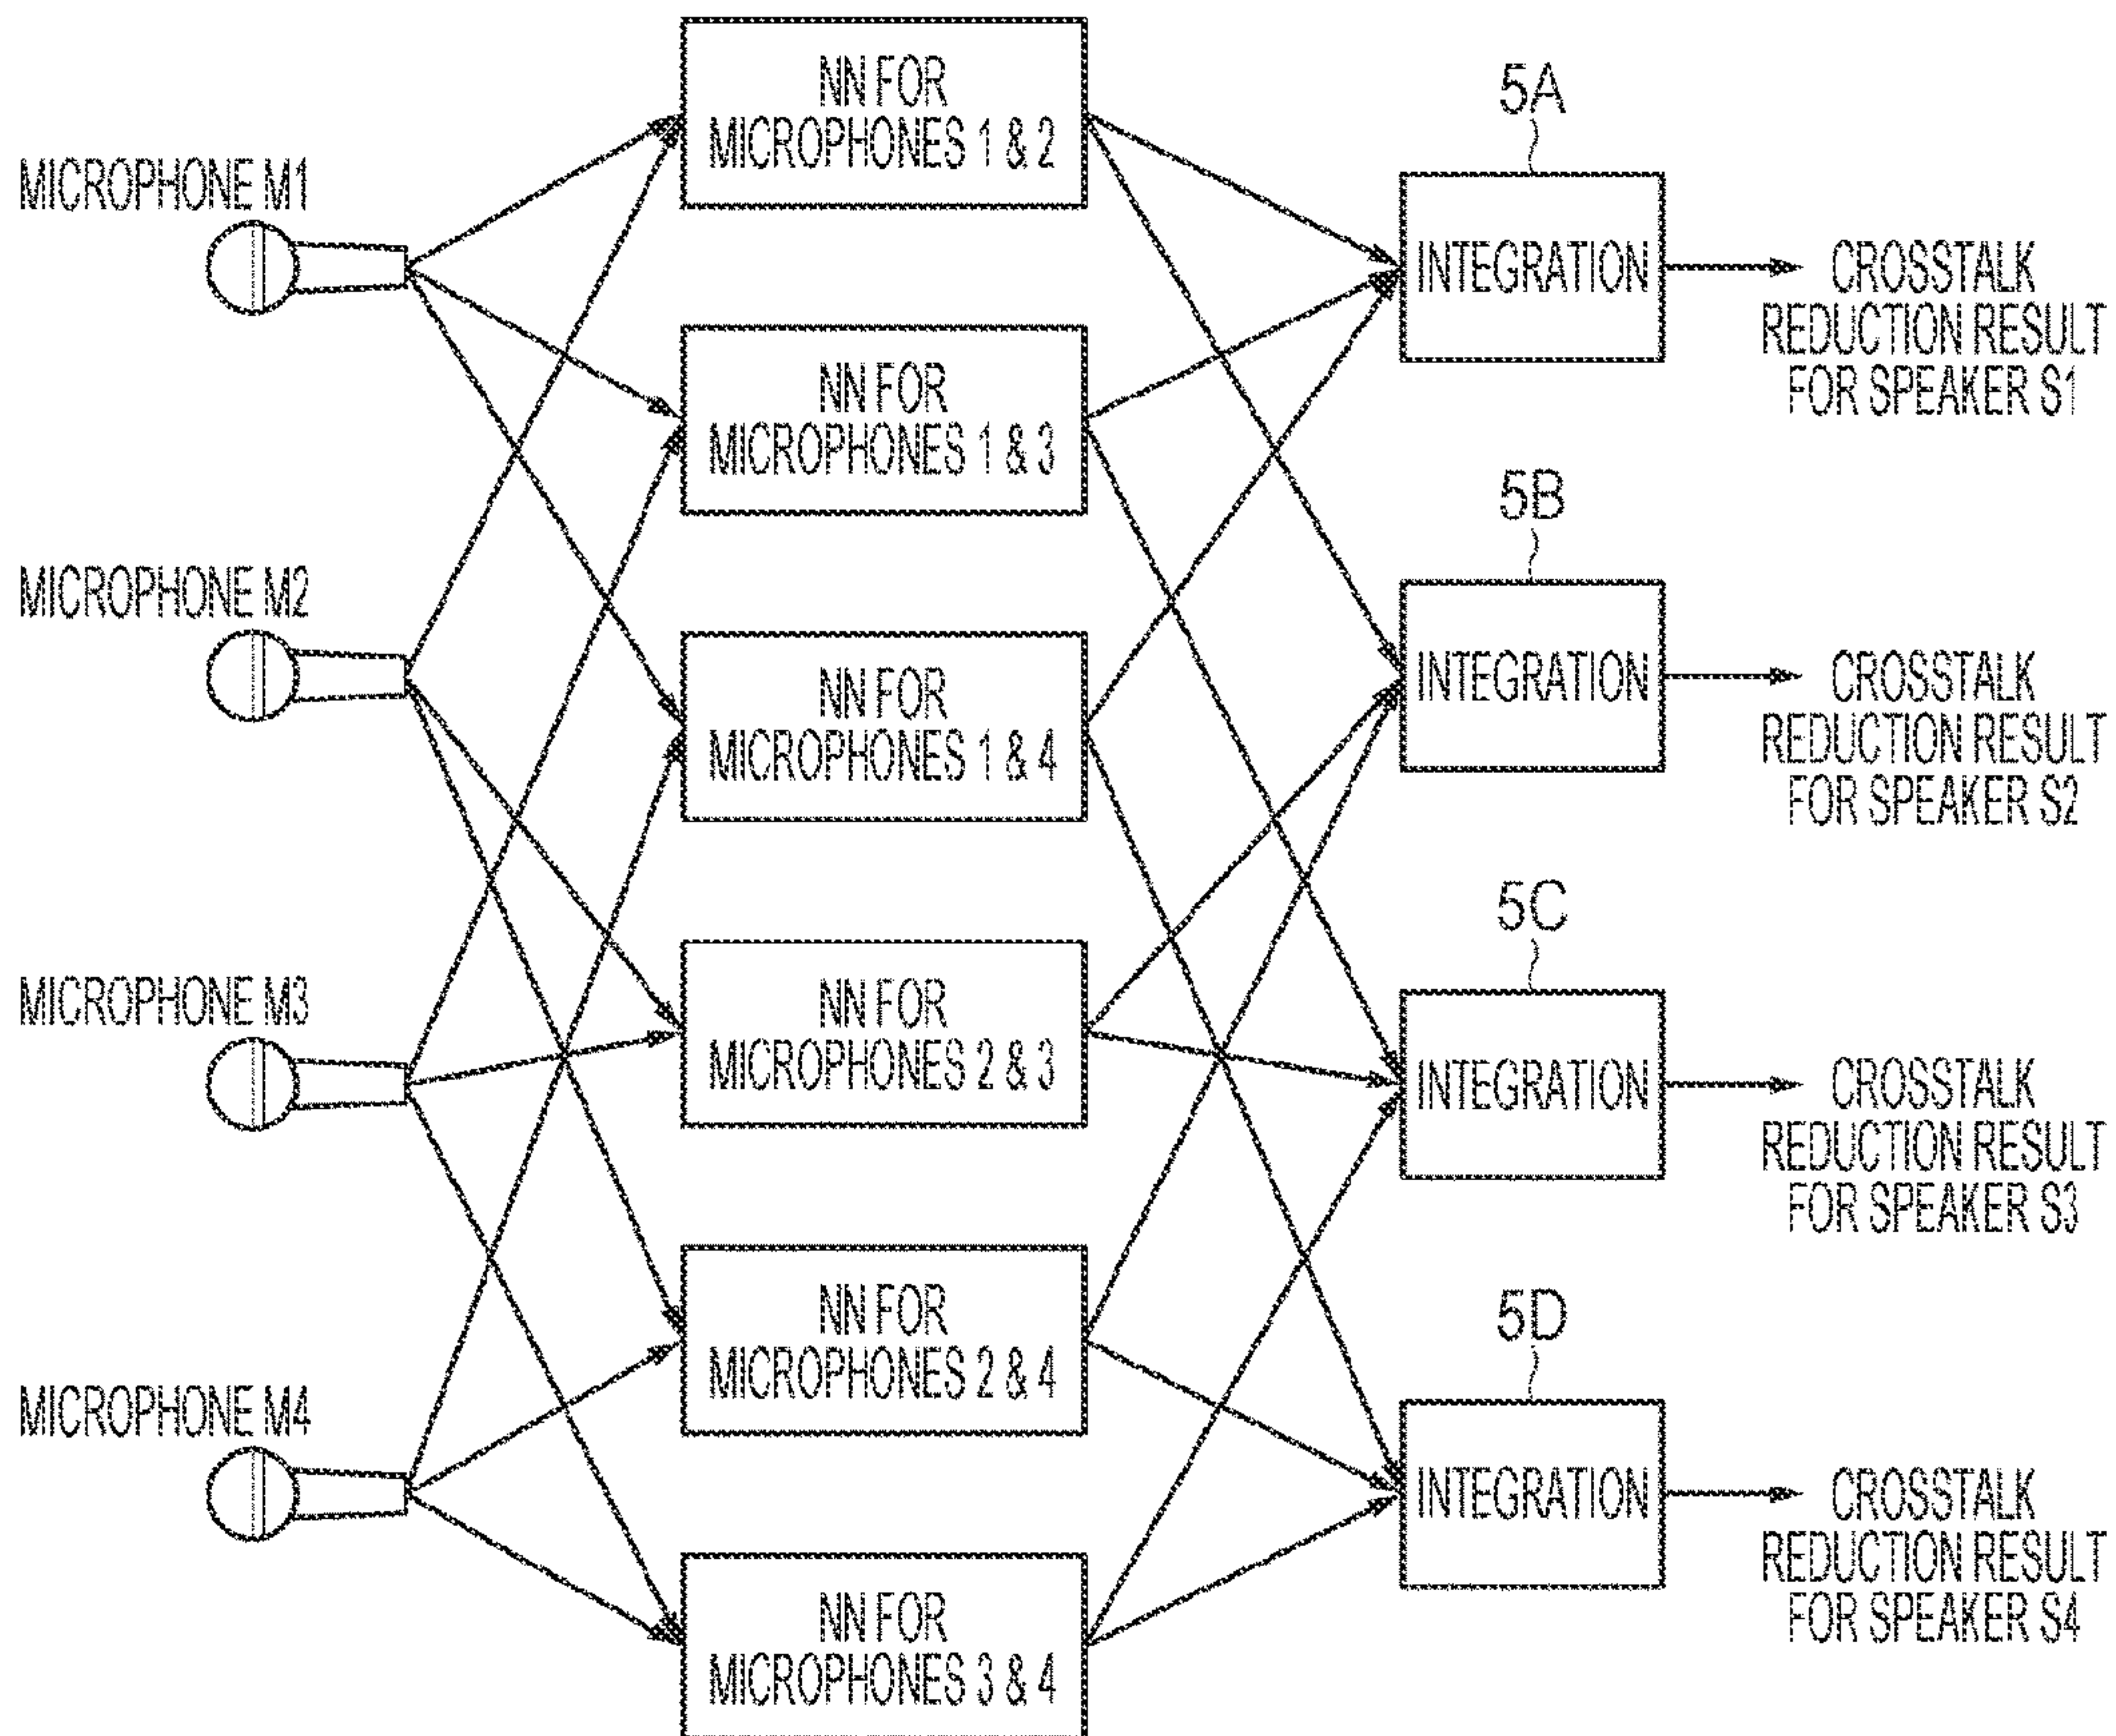 MICROPHONE M1
MICROPHONE M2
MICROPHONE M3
MICROPHONE M4
NN FOR
MICROPHONES 1 & 2
NN FOR
MICROPHONES 1 & 3
NN FOR
MICROPHONES 1 & 4
NN FOR
MICROPHONES 2 & 3
NN FOR
MICROPHONES 2 & 4
NN FOR
MICROPHONES 3 & 4
5A
INTEGRATION
5B
INTEGRATION
5C
INTEGRATION
5D
INTEGRATION
CROSSTALK
REDUCTION RESULT
FOR SPEAKER S1
CROSSTALK
REDUCTION RESULT
FOR SPEAKER S2
CROSSTALK
REDUCTION RESULT
FOR SPEAKER S3
CROSSTALK
REDUCTION RESULT
FOR SPEAKER S4